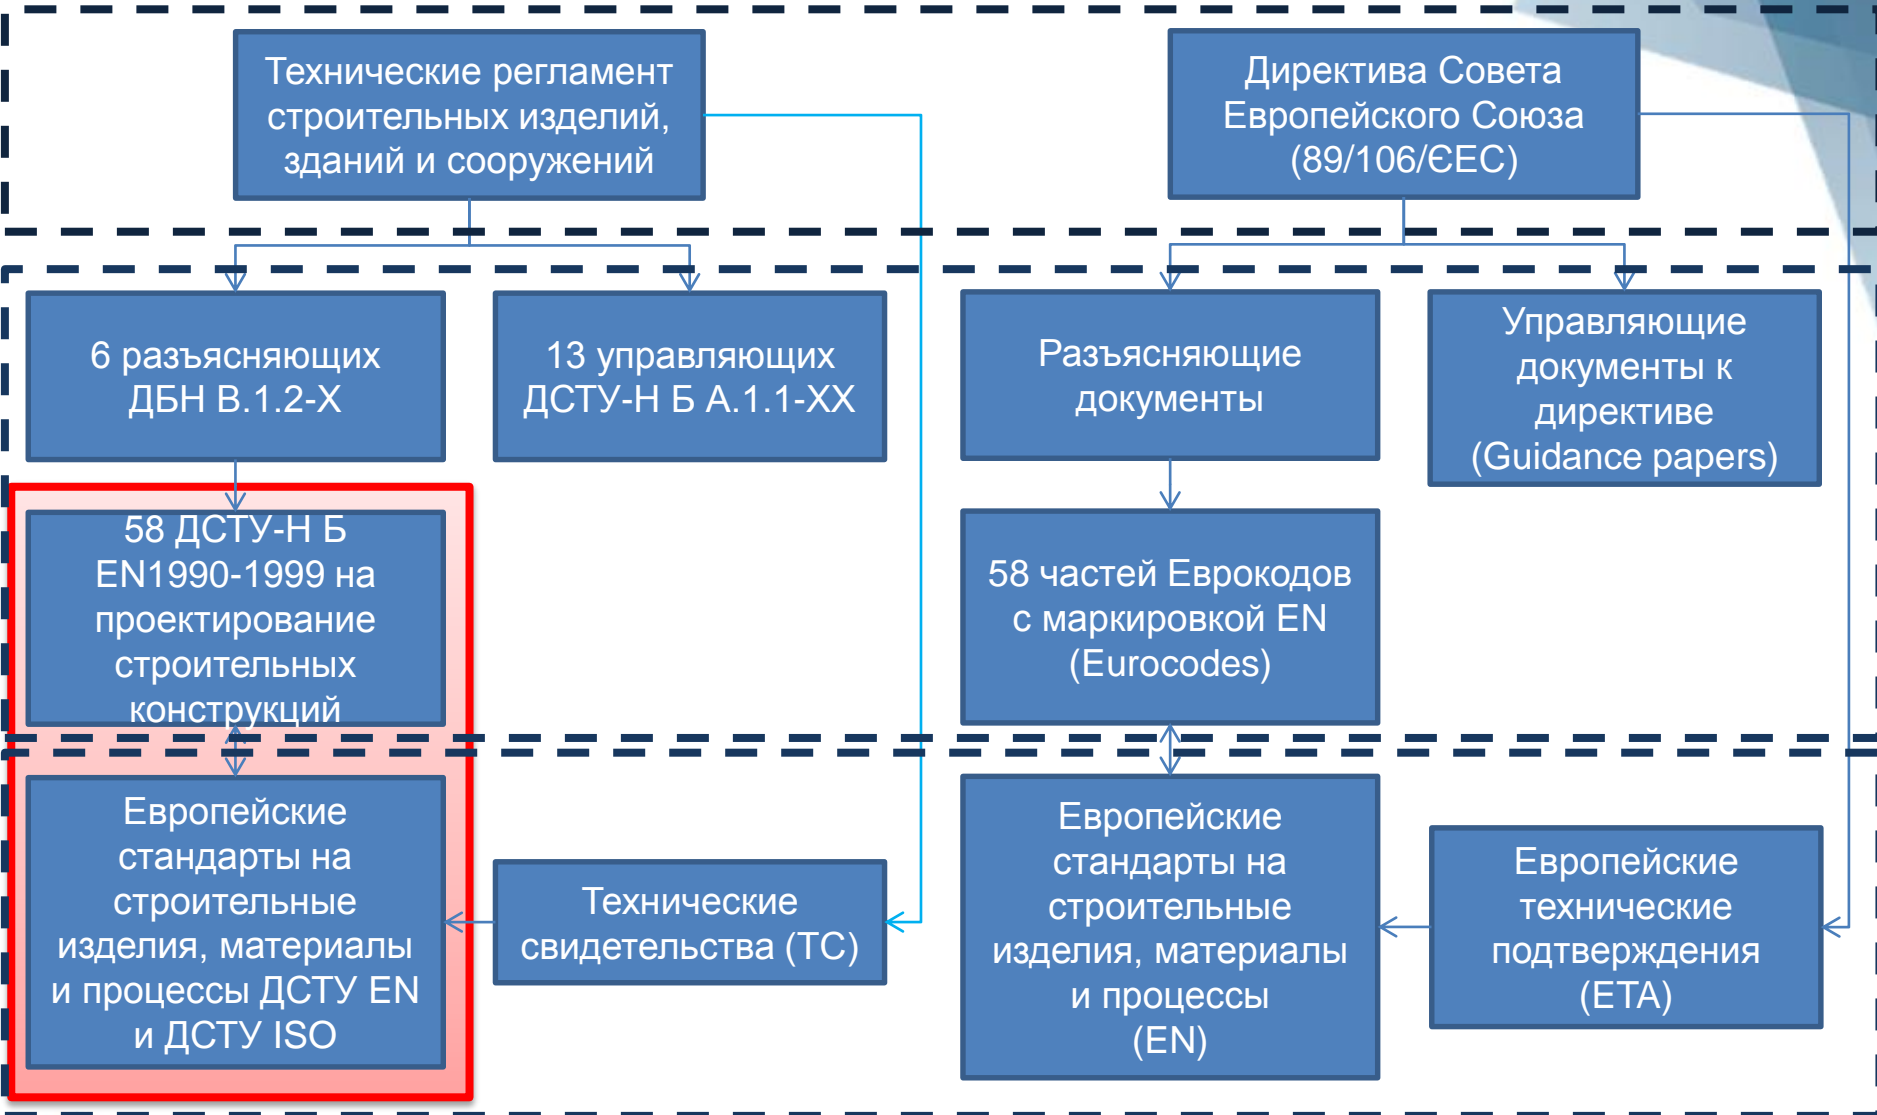 Технические регламент
строительных изделий,
зданий и сооружений
Директива Совета
Европейского Союза
(89/106/ЄЕС)
6 разъясняющих
ДБН В.1.2-Х
13 управляющих
ДСТУ-Н Б А.1.1-ХХ
Разъясняющие
документы
Управляющие
документы к
директиве
(Guidance papers)
58 ДСТУ-Н Б
EN1990-1999 на
проектирование
строительных
конструкций
58 частей Еврокодов
с маркировкой EN
(Eurocodes)
Европейские
стандарты на
строительные
изделия, материалы
и процессы ДСТУ EN
и ДСТУ ISO
Технические
свидетельства (ТС)
Европейские
стандарты на
строительные
изделия, материалы
и процессы
(EN)
Европейские
технические
подтверждения
(ETA)